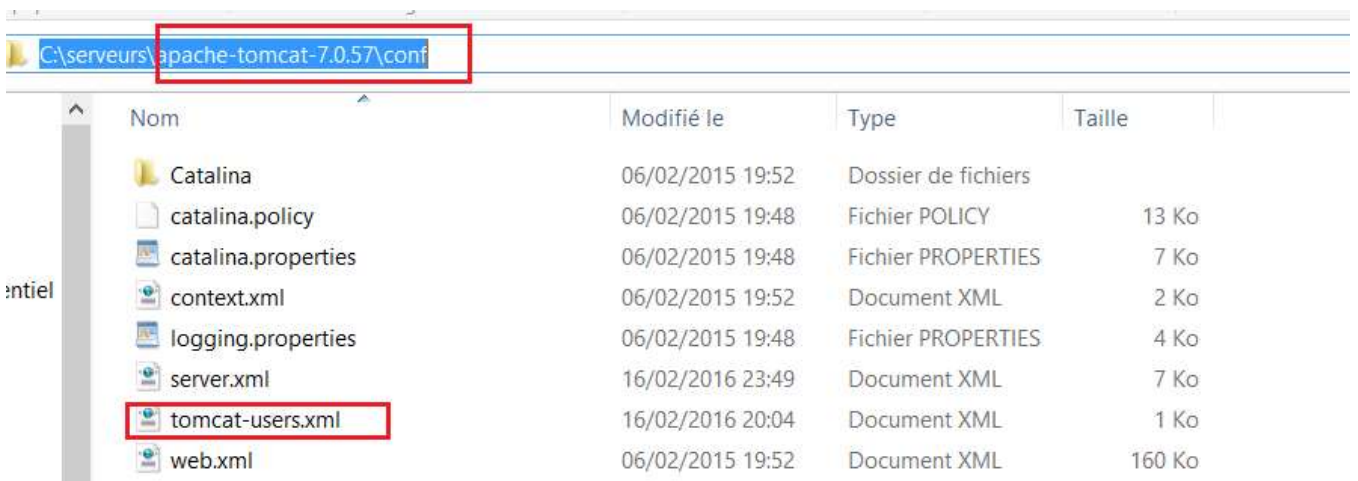 C:\serveurs\apache-tomcat-7.0.57\conf
Nom Modifié le Type Taille
Catalina 06/02/2015 19:52 Dossier de fichiers
catalina.policy 06/02/2015 19:48 Fichier POLICY 13 Ko
catalina.properties 06/02/2015 19:48 Fichier PROPERTIES 7 Ko
entiel context.xml 06/02/2015 19:52 Document XML 2 Ko
logging.properties 06/02/2015 19:48 Fichier PROPERTIES 4 Ko
server.xml 16/02/2016 23:49 Document XML 7 Ko
tomcat-users.xml 16/02/2016 20:04 Document XML 1 Ko
web.xml 06/02/2015 19:52 Document XML 160 Ko